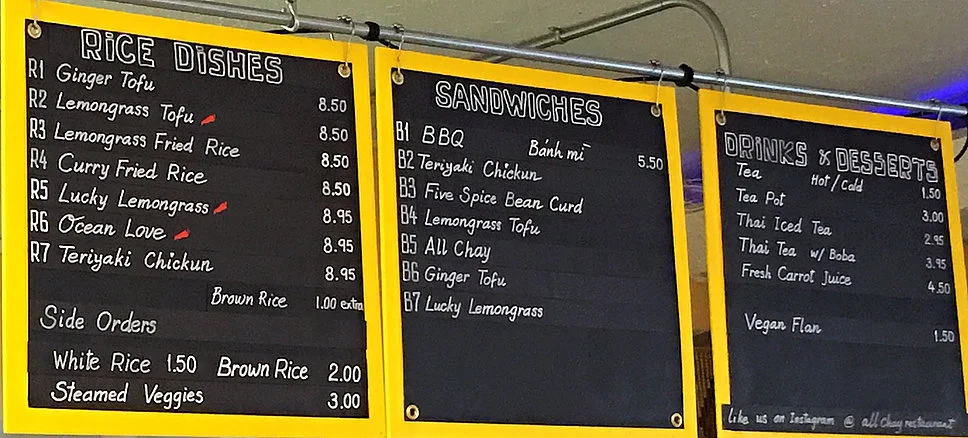 RiCE DiSHES
R1 Ginger Tofu 8.50
R2 Lemongrass Tofu 8.50
R3 Lemongrass Fried Rice 8.50
R4 Curry Fried Rice 8.50
R5 Lucky Lemongrass 8.95
R6 Ocean Love 8.95
R7 Teriyaki Chickun 8.95
Brown Rice 1.00 extra
Side Orders
White Rice 1.50 Brown Rice 2.00
Steamed Veggies 3.00
SANDWICHES
B1 BBQ Bánh mì 5.50
B2 Teriyaki Chickun
B3 Five Spice Bean Curd
B4 Lemongrass Tofu
B5 All Chay
B6 Ginger Tofu
B7 Lucky Lemongrass
DRiNKS & DESSERTS
Tea Hot/Cold 1.50
Tea Pot 3.00
Thai Iced Tea 2.95
Thai Tea w/ Boba 3.95
Fresh Carrot Juice 4.50
Vegan Flan 1.50
Like us on Instagram @ allchayrestaurant